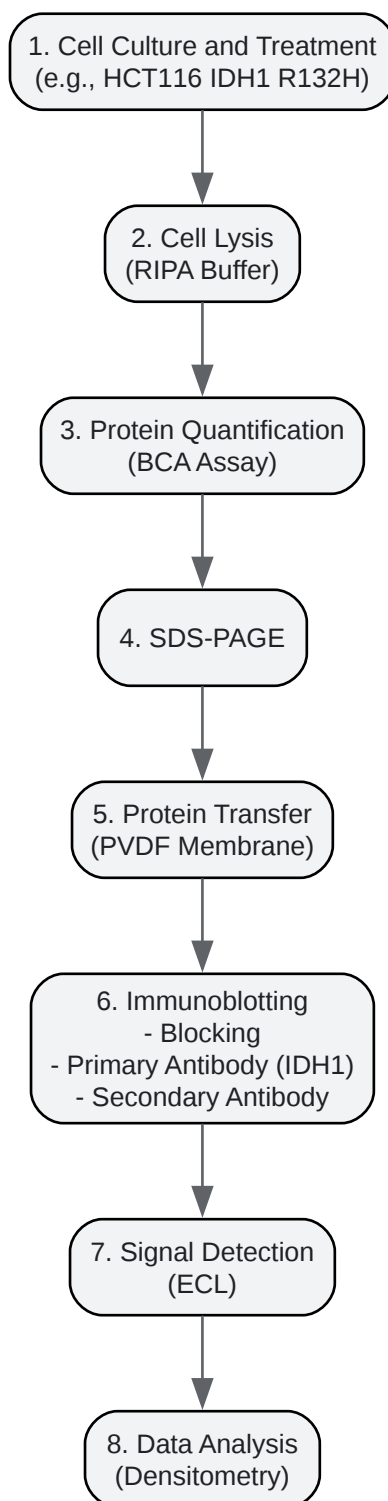 1. Cell Culture and Treatment
(e.g., HCT116 IDH1 R132H)
2. Cell Lysis
(RIPA Buffer)
3. Protein Quantification
(BCA Assay)
4. SDS-PAGE
5. Protein Transfer
(PVDF Membrane)
6. Immunoblotting
- Blocking
- Primary Antibody (IDH1)
- Secondary Antibody
7. Signal Detection
(ECL)
8. Data Analysis
(Densitometry)